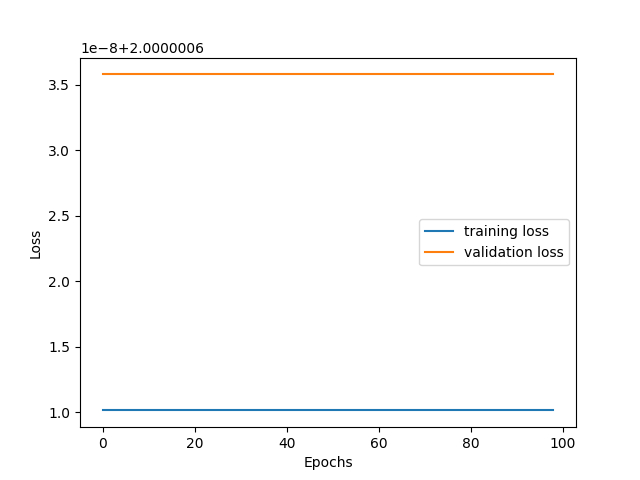 1e−8+2.0000006
3.5
3.0
2.5
2.0
1.5
1.0
Loss
training loss
validation loss
0 20 40 60 80 100
Epochs